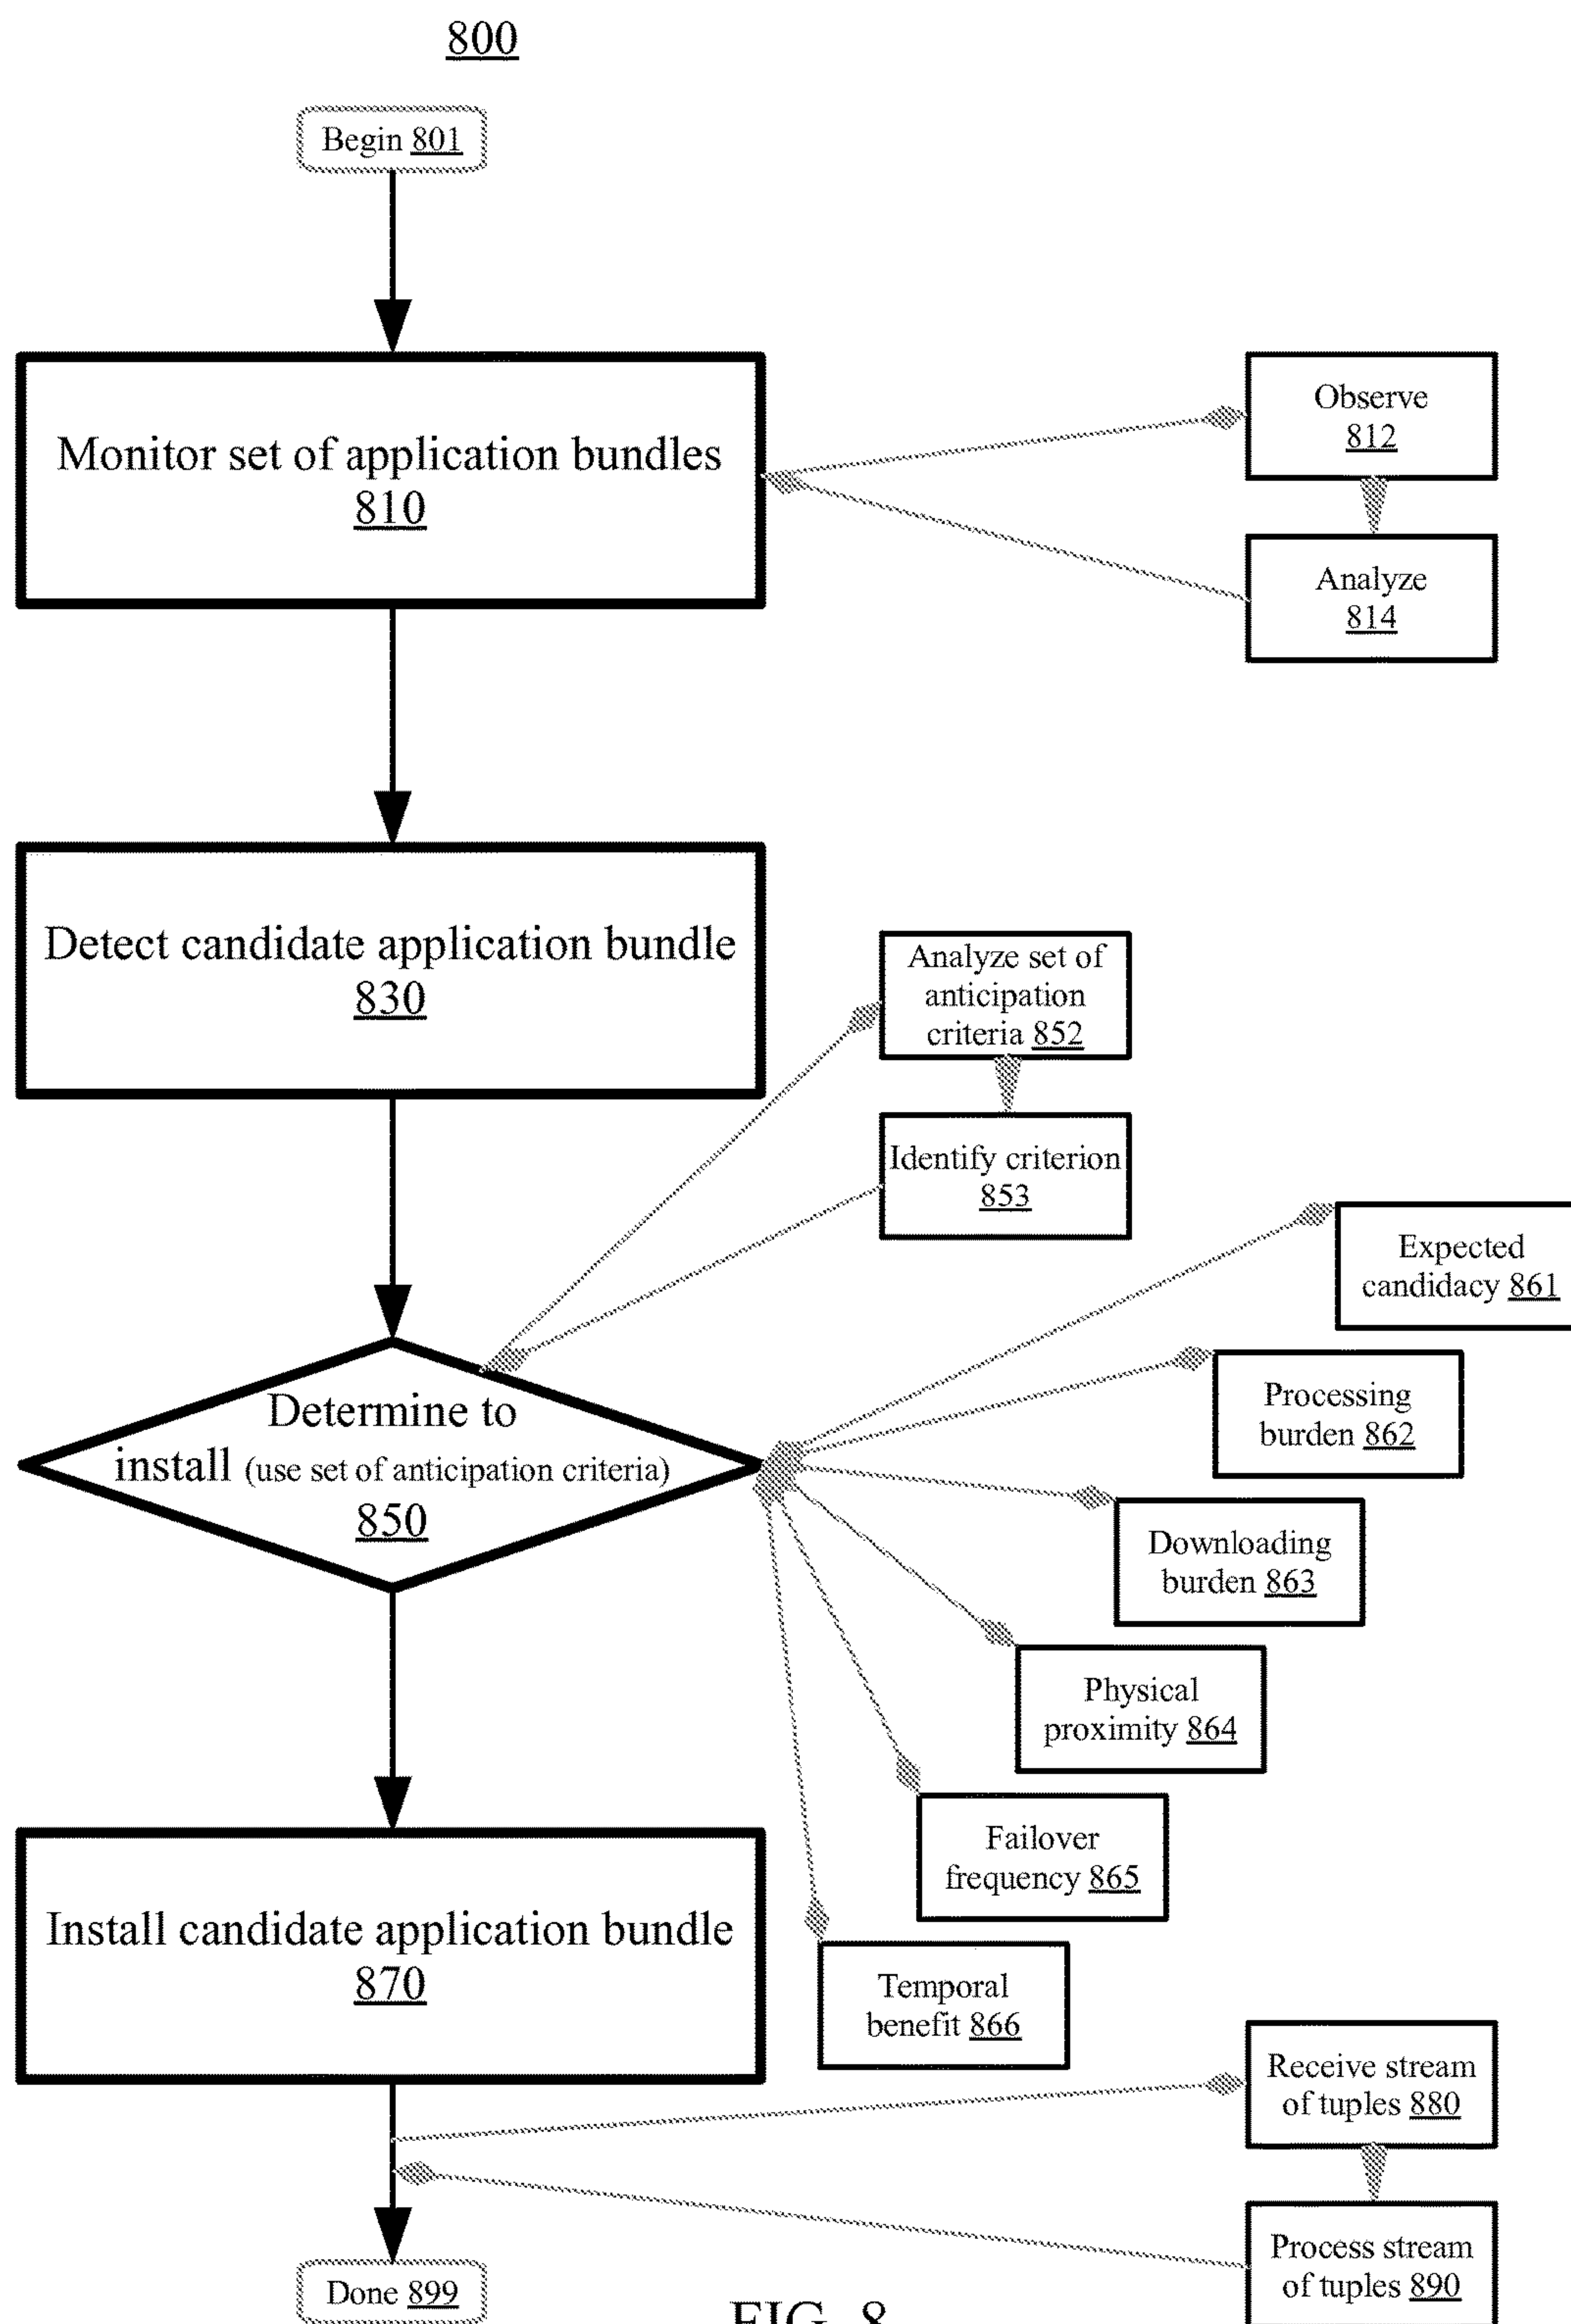 800
Begin 801
Monitor set of application bundles
810
Observe
812
Analyze
814
Detect candidate application bundle
830
Analyze set of
anticipation
criteria 852
Identify criterion
853
Determine to
install (use set of anticipation criteria)
850
Expected
candidacy 861
Processing
burden 862
Downloading
burden 863
Physical
proximity 864
Failover
frequency 865
Temporal
benefit 866
Install candidate application bundle
870
Receive stream
of tuples 880
Process stream
of tuples 890
Done 899
FIG. 8